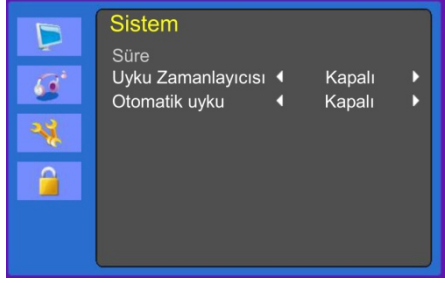 Sistem
Süre
Uyku Zamanlayıcısı Kapalı
Otomatik uyku Kapalı